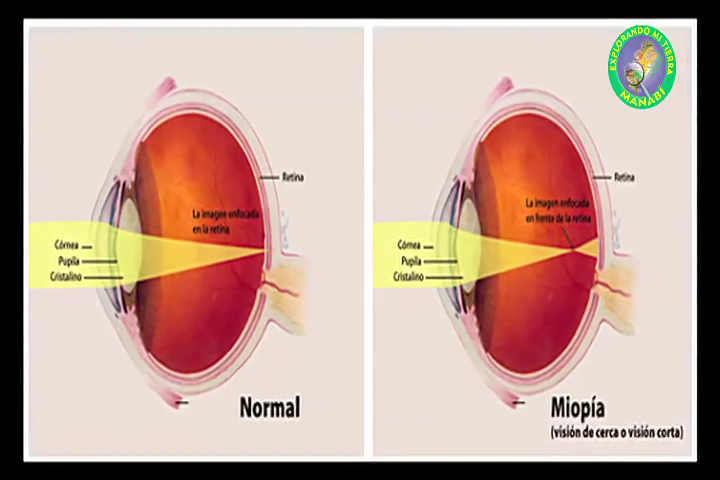 Retina
La imagen enfocada
en la retina
Córnea
Pupila
Cristalino
Normal
EXPLORANDO MI TIERRA
MANABÍ
Retina
La imagen enfocada
en frente de la retina
Córnea
Pupila
Cristalino
Miopía
(visión de cerca o visión corta)